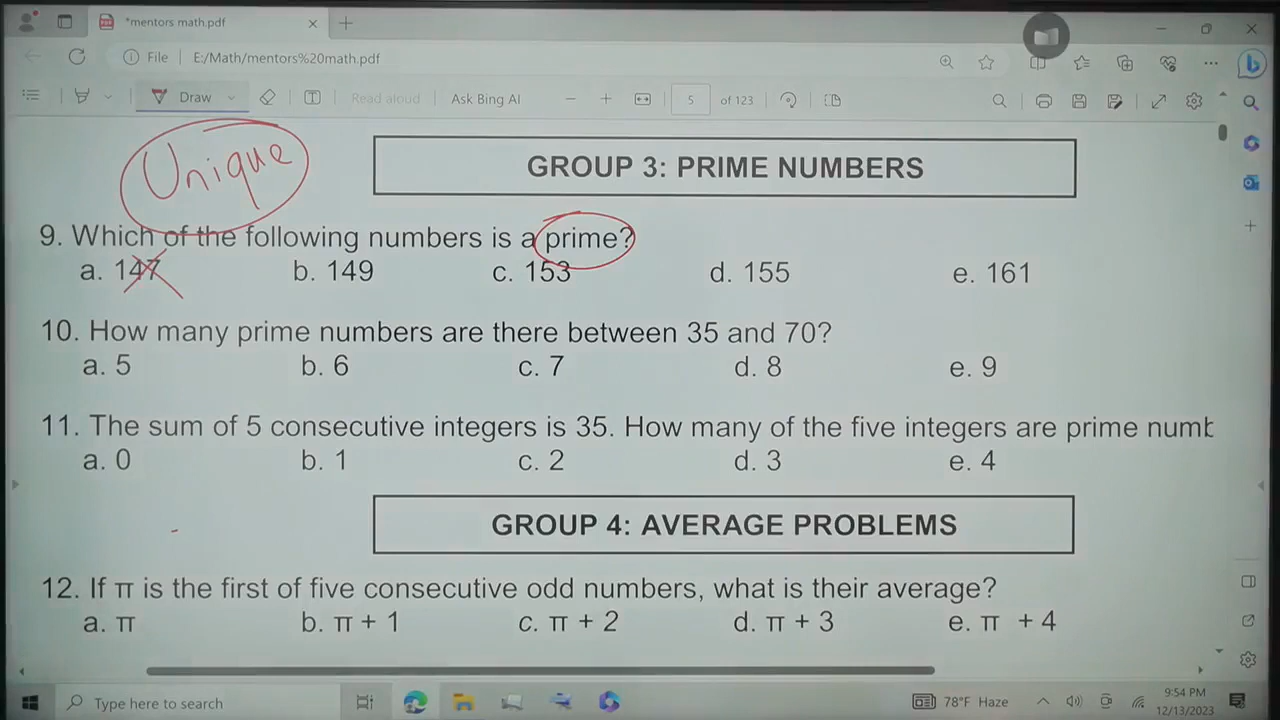 *mentors math.pdf
File E:/Math/mentors%20math.pdf
Draw Read aloud Ask Bing AI 5 of 123
Unique
GROUP 3: PRIME NUMBERS
9. Which of the following numbers is a prime?
a. 147 b. 149 c. 153 d. 155 e. 161
10. How many prime numbers are there between 35 and 70?
a. 5 b. 6 c. 7 d. 8 e. 9
11. The sum of 5 consecutive integers is 35. How many of the five integers are prime numb
a. 0 b. 1 c. 2 d. 3 e. 4
GROUP 4: AVERAGE PROBLEMS
12. If π is the first of five consecutive odd numbers, what is their average?
a. π b. π + 1 c. π + 2 d. π + 3 e. π + 4
Type here to search 78°F Haze 9:54 PM
12/13/2023